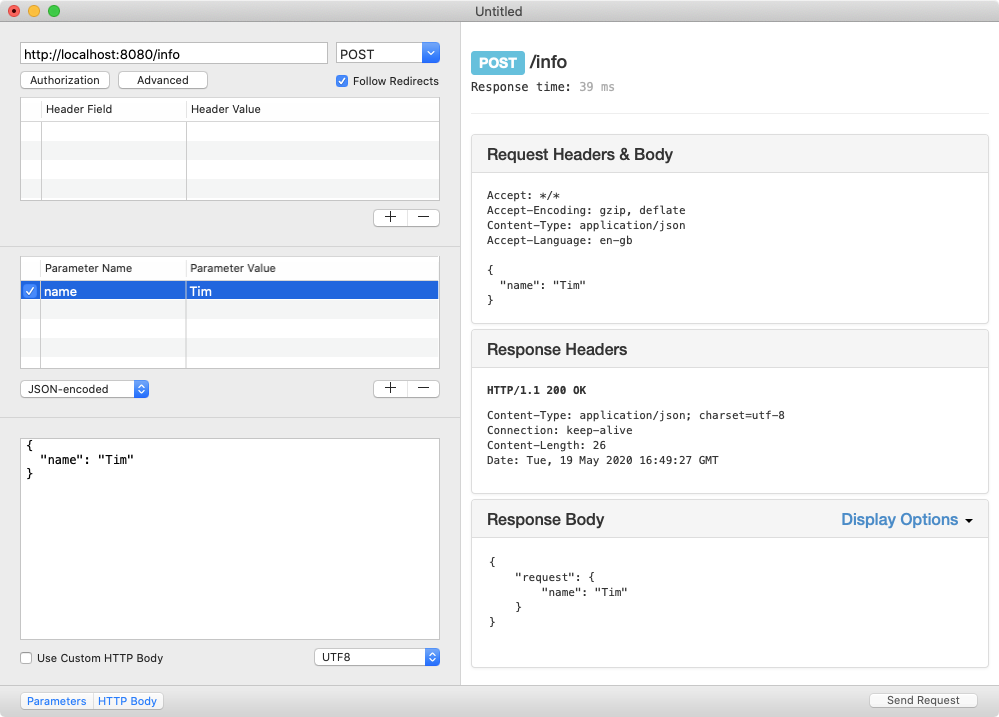 Untitled
http://localhost:8080/info
POST
Authorization
Advanced
Follow Redirects
Header Field Header Value
+ −
Parameter Name Parameter Value
name Tim
JSON-encoded
+ −
{
  "name": "Tim"
}
Use Custom HTTP Body
UTF8
Parameters HTTP Body
POST /info
Response time: 39 ms
Request Headers & Body
Accept: */*
Accept-Encoding: gzip, deflate
Content-Type: application/json
Accept-Language: en-gb
{
  "name": "Tim"
}
Response Headers
HTTP/1.1 200 OK
Content-Type: application/json; charset=utf-8
Connection: keep-alive
Content-Length: 26
Date: Tue, 19 May 2020 16:49:27 GMT
Response Body
Display Options
{
    "request": {
        "name": "Tim"
    }
}
Send Request